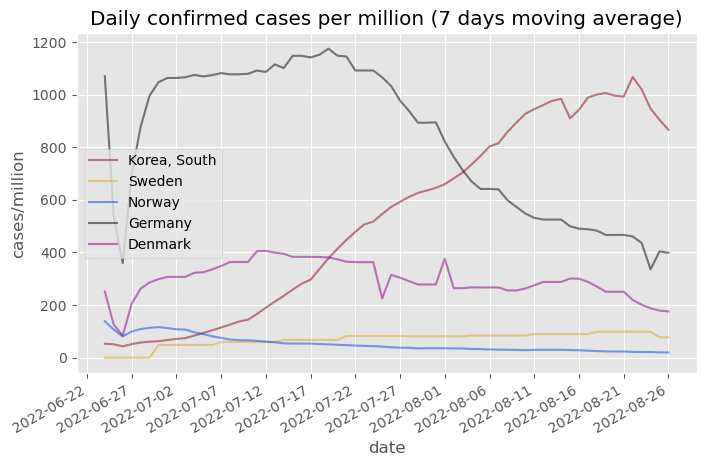 Daily confirmed cases per million (7 days moving average)
1200
1000
800
600
400
200
0
cases/million
Korea, South
Sweden
Norway
Germany
Denmark
2022-06-22
2022-06-27
2022-07-02
2022-07-07
2022-07-12
2022-07-17
2022-07-22
2022-07-27
2022-08-01
2022-08-06
2022-08-11
2022-08-16
2022-08-21
2022-08-26
date